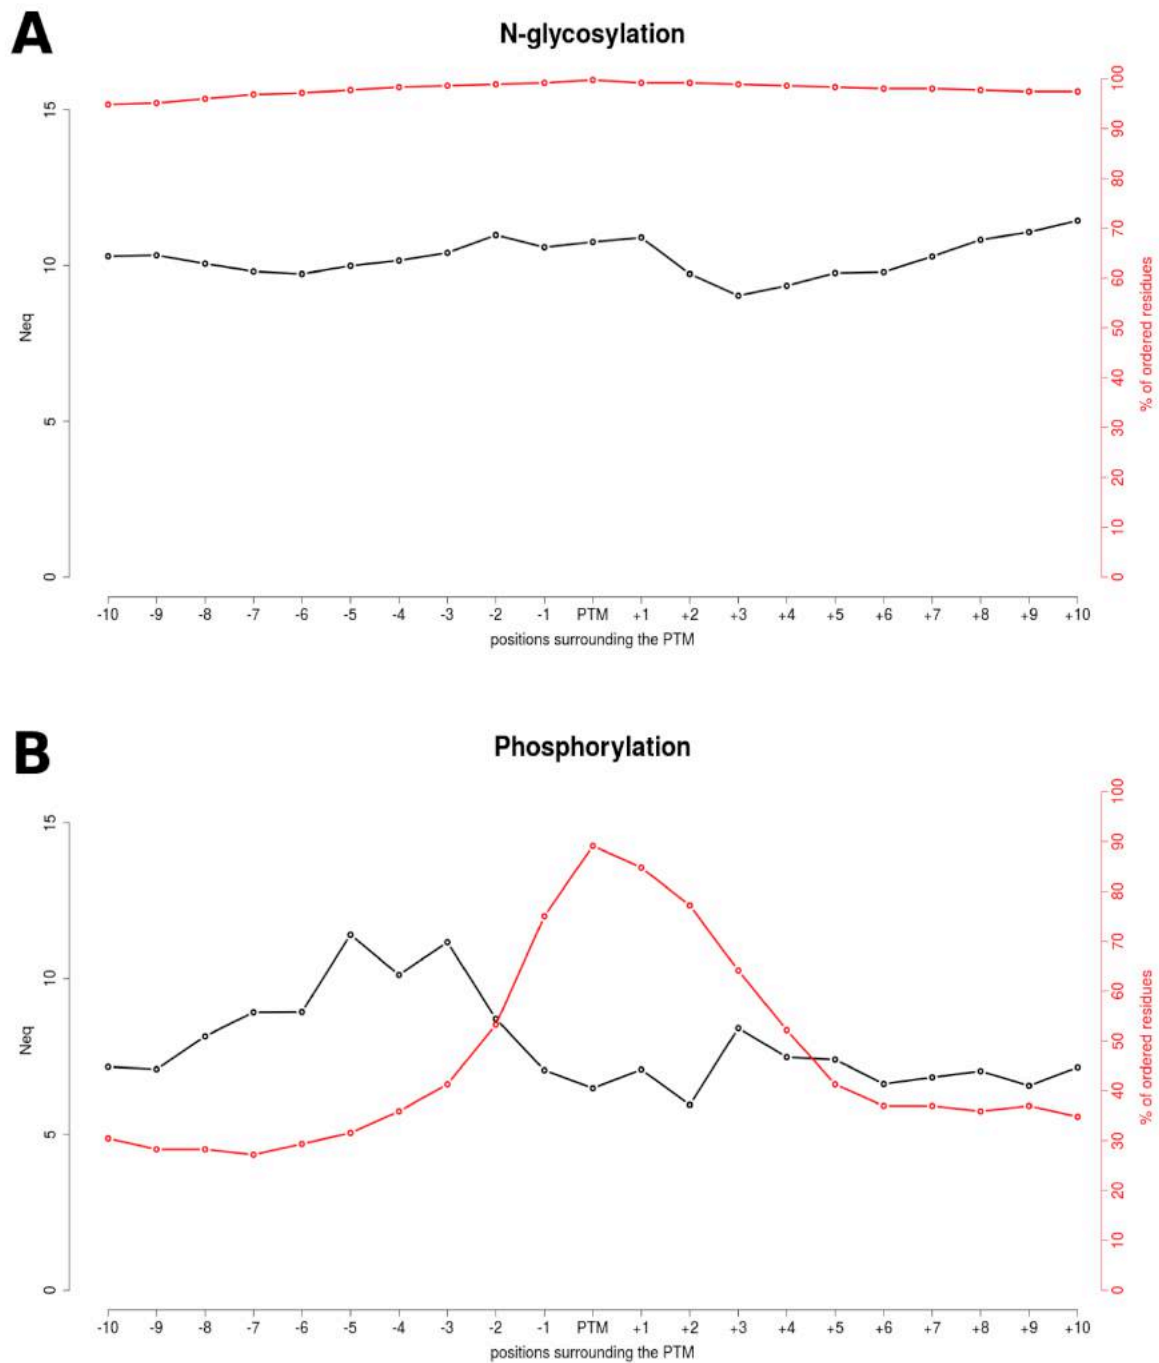 A
N-glycosylation
15
10
5
0
Neq
100
90
80
70
60
50
40
30
20
10
0
% of ordered residues
-10 -9 -8 -7 -6 -5 -4 -3 -2 -1 PTM +1 +2 +3 +4 +5 +6 +7 +8 +9 +10
positions surrounding the PTM
B
Phosphorylation
15
10
5
0
Neq
100
90
80
70
60
50
40
30
20
10
0
% of ordered residues
-10 -9 -8 -7 -6 -5 -4 -3 -2 -1 PTM +1 +2 +3 +4 +5 +6 +7 +8 +9 +10
positions surrounding the PTM